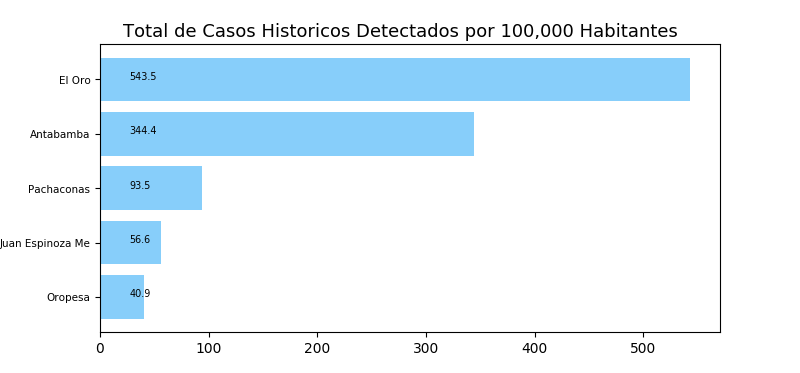 Total de Casos Historicos Detectados por 100,000 Habitantes
El Oro 543.5
Antabamba 344.4
Pachaconas 93.5
Juan Espinoza Me 56.6
Oropesa 40.9
0 100 200 300 400 500